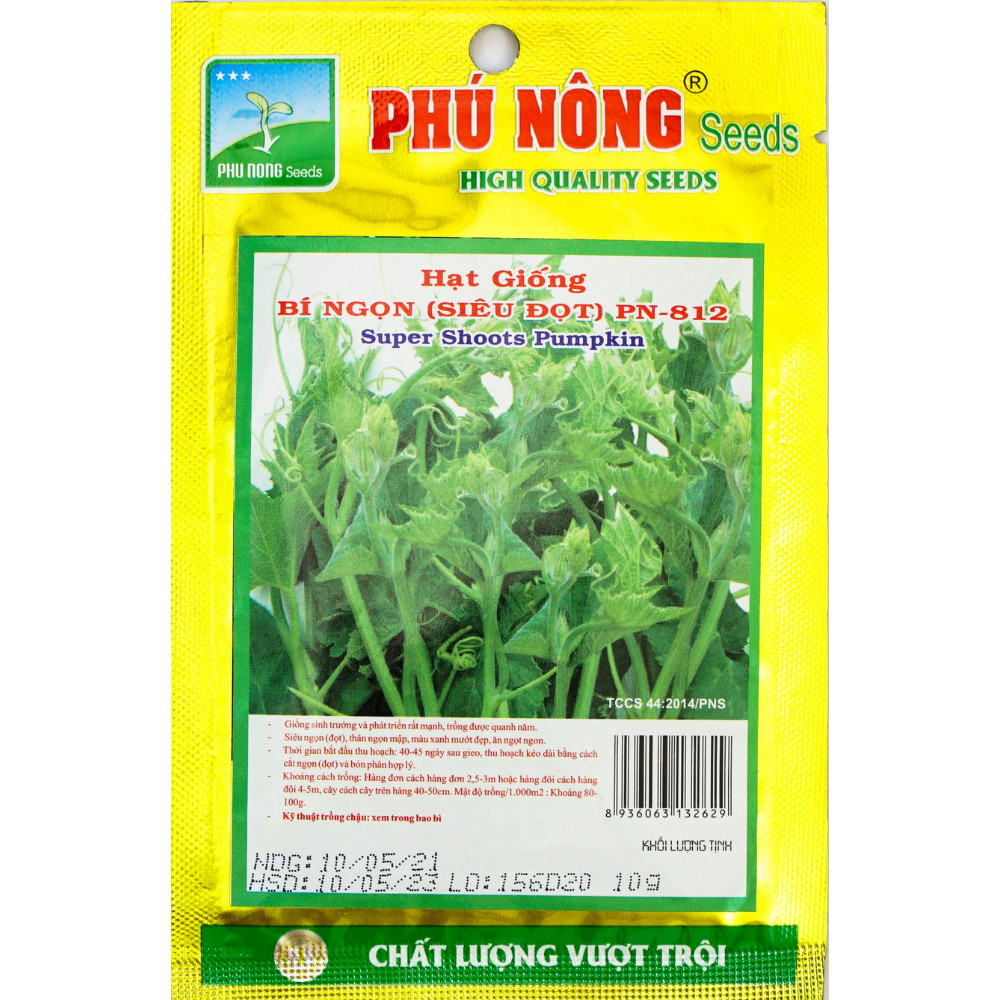 PHU NONG Seeds
PHÚ NÔNG® Seeds
HIGH QUALITY SEEDS
Hạt Giống
BÍ NGỌN (SIÊU ĐỌT) PN-812
Super Shoots Pumpkin
TCCS 44:2014/PNS
- Giống sinh trưởng và phát triển rất mạnh, trồng được quanh năm.
- Siêu ngọn (đọt), thân ngọn mập, màu xanh mướt đẹp, ăn ngọt ngon.
- Thời gian bắt đầu thu hoạch: 40-45 ngày sau gieo, thu hoạch kéo dài bằng cách
cắt ngọn (đọt) và bón phân hợp lý.
- Khoảng cách trồng: Hàng đơn cách hàng đơn 2,5-3m hoặc hàng đôi cách hàng
đôi 4-5m, cây cách cây trên hàng 40-50cm. Mật độ trồng/1.000m2 : Khoảng 80-
100g.
- Kỹ thuật trồng chậu: xem trong bao bì
8 936063 132629
KHỐI LƯỢNG TỊNH
NDG:10/05/21
HSD:10/05/23 LO:156D20 10g
CHẤT LƯỢNG VƯỢT TRỘI